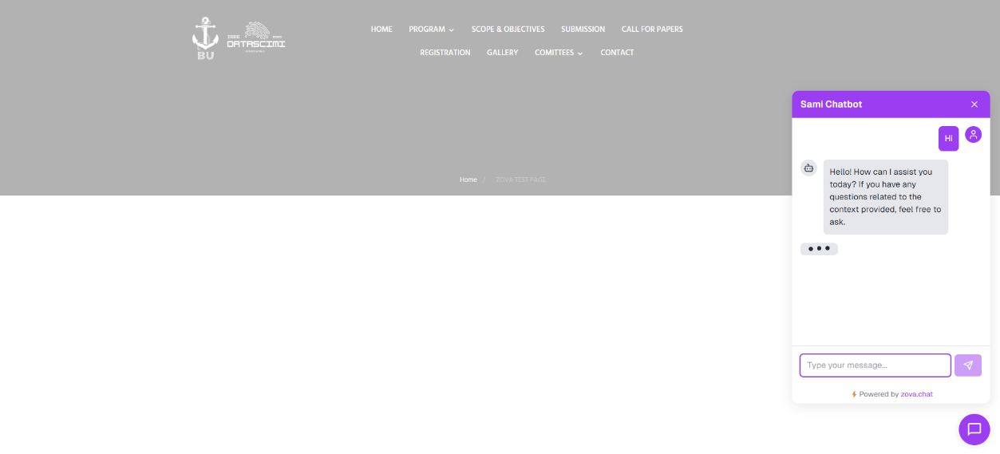 HOME PROGRAM SCOPE & OBJECTIVES SUBMISSION CALL FOR PAPERS
BU
IEEE
DATASCIMI
REGISTRATION GALLERY COMITTEES CONTACT
Home / ZOVA TEST PAGE
Sami Chatbot
Hi
Hello! How can I assist you
today? If you have any
questions related to the
context provided, feel free to
ask.
Type your message...
Powered by zova.chat